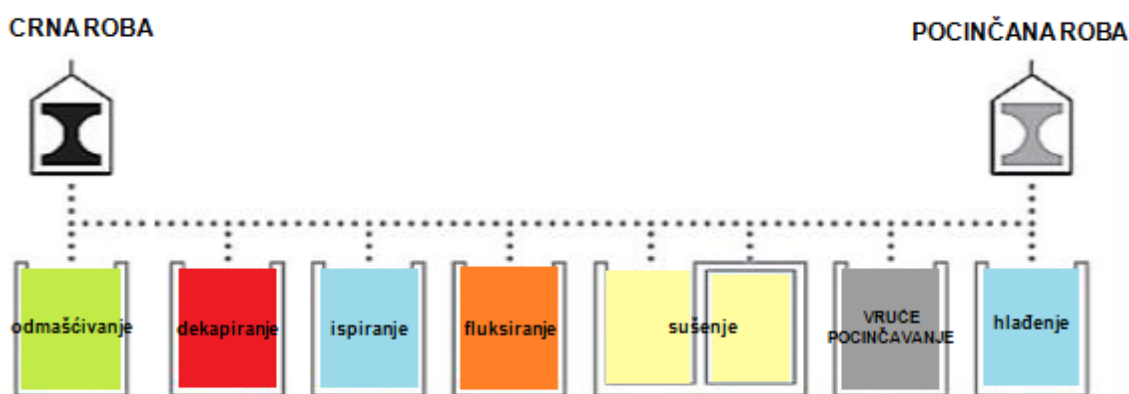 CRNA ROBA
POCINČANA ROBA
odmašćivanje
dekapiranje
ispiranje
fluksiranje
sušenje
VRUĆE
POCINČAVANJE
hlađenje